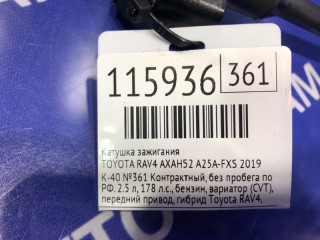 115936 361
Катушка зажигания
TOYOTA RAV4 AXAH52 A25A-FXS 2019
К-40 №361 Контрактный, без пробега по
РФ. 2.5 л, 178 л.с., бензин, вариатор (CVT),
передний привод, гибрид Toyota RAV4,